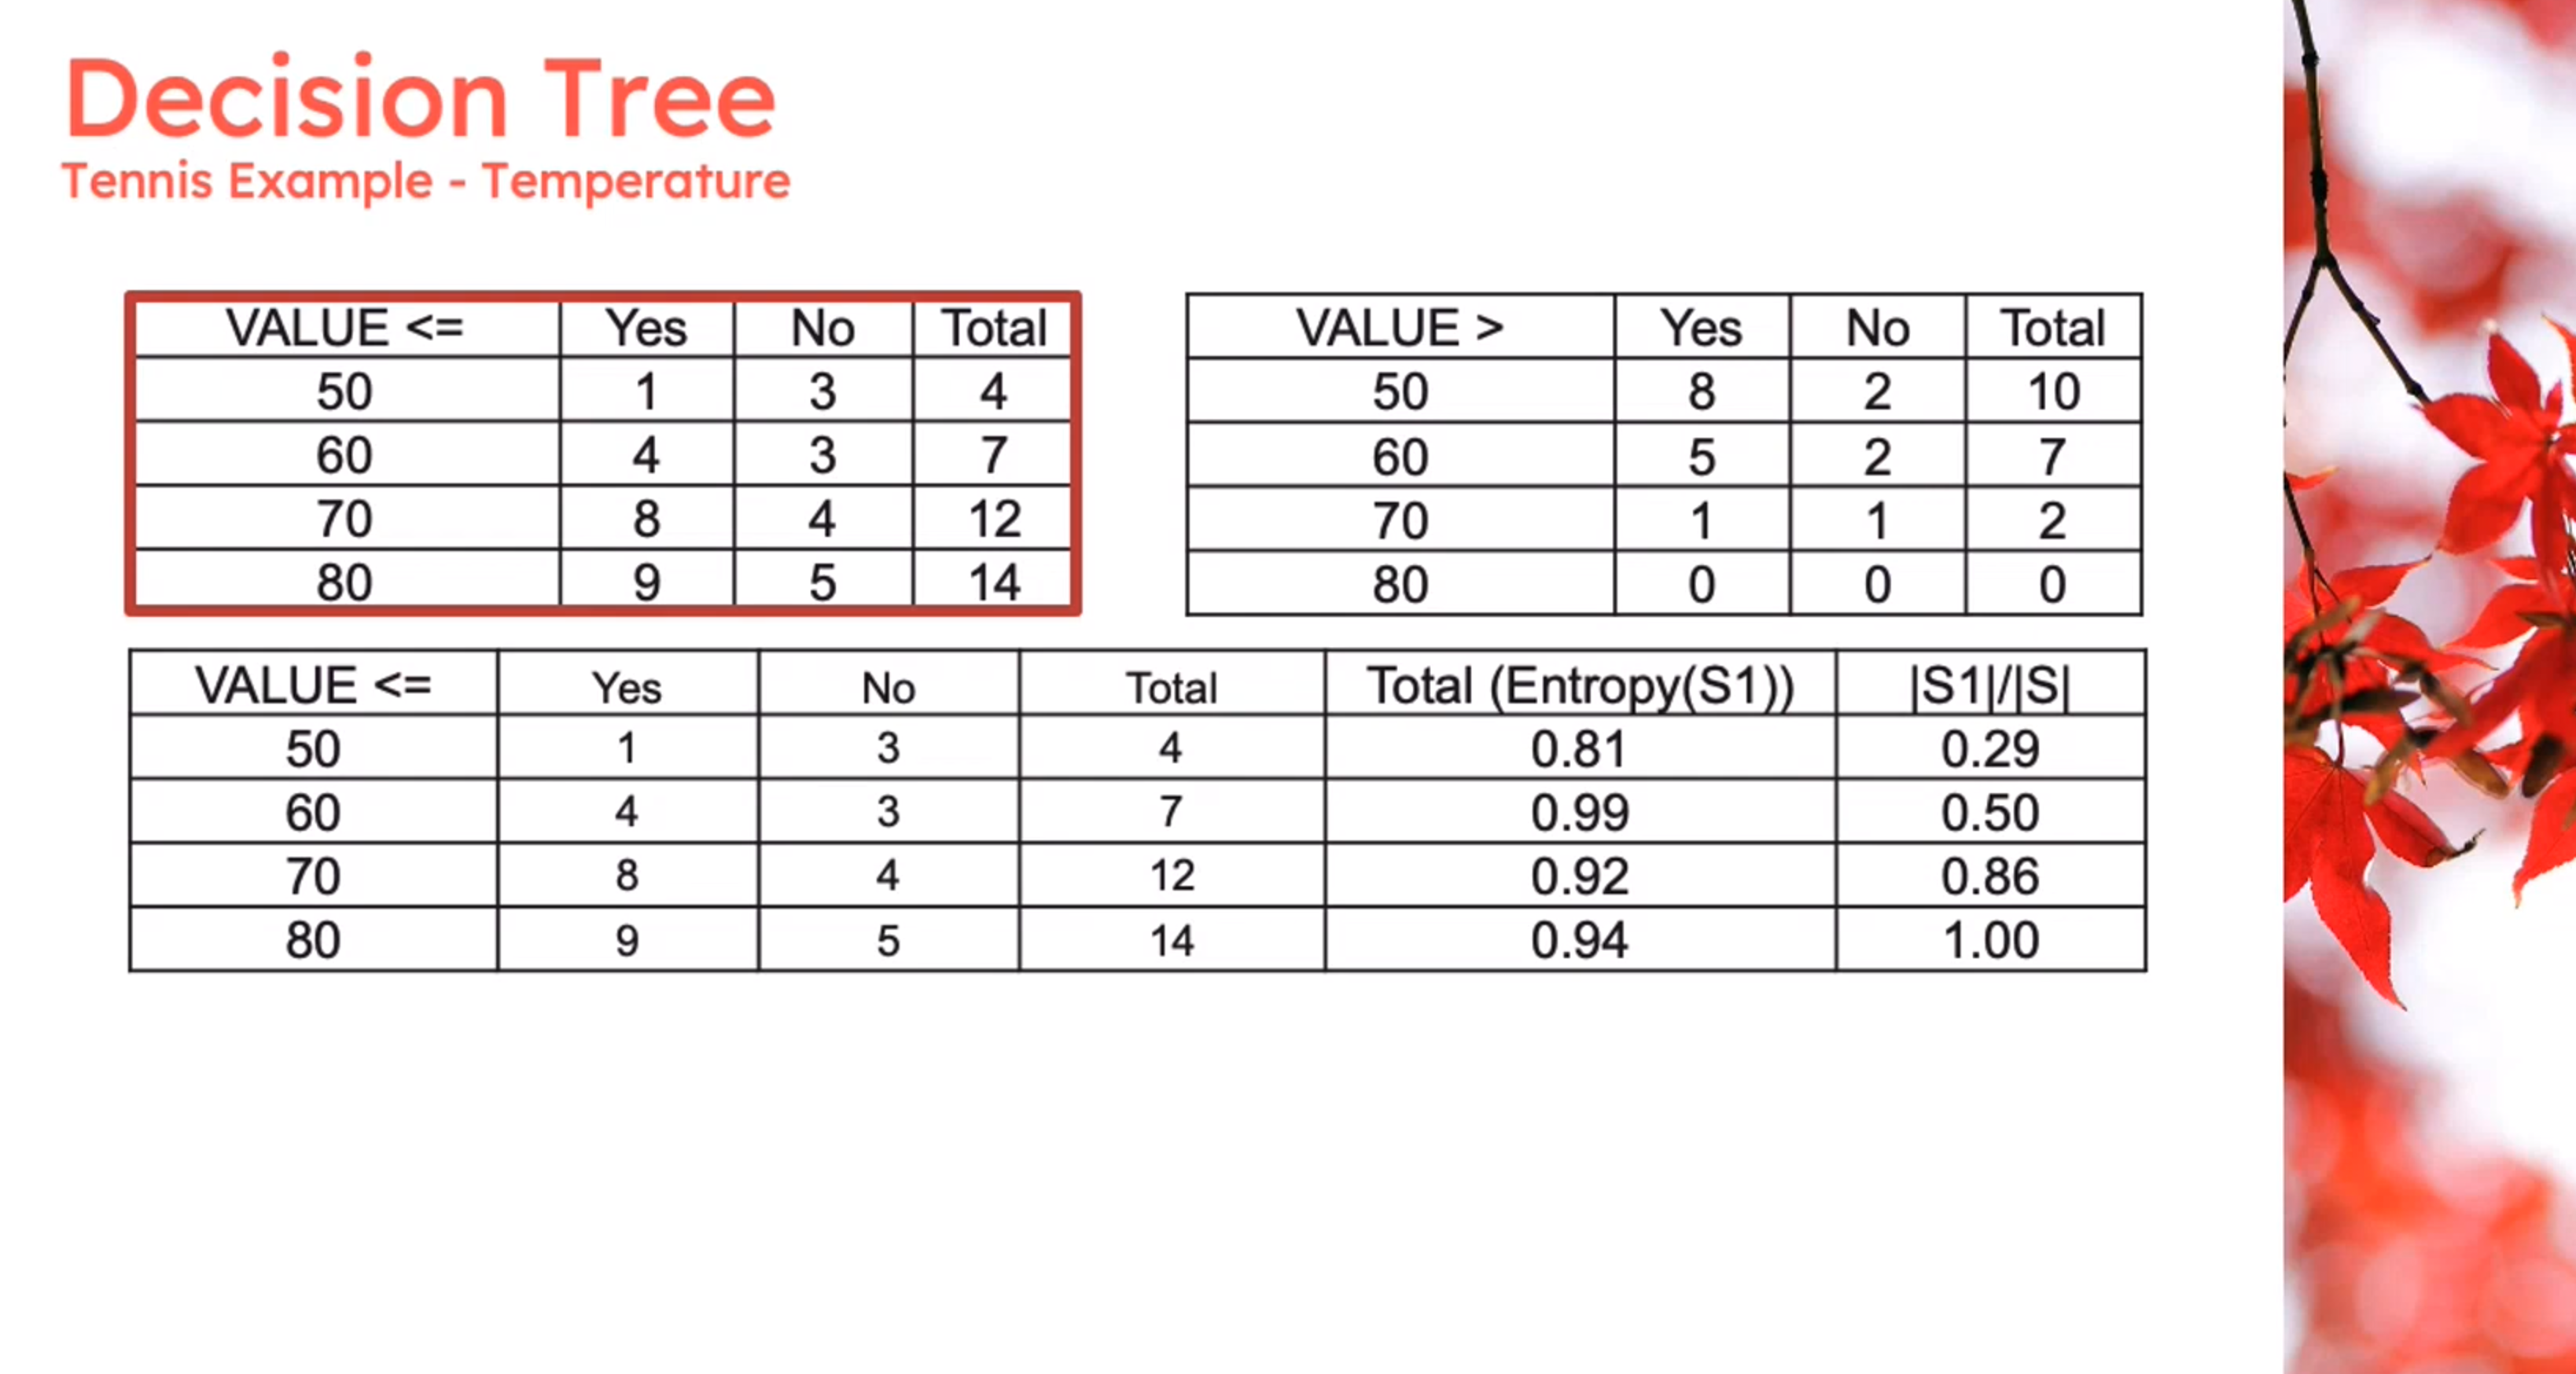 Decision Tree
Tennis Example - Temperature
VALUE <= Yes No Total
50 1 3 4
60 4 3 7
70 8 4 12
80 9 5 14
VALUE > Yes No Total
50 8 2 10
60 5 2 7
70 1 1 2
80 0 0 0
VALUE <= Yes No Total Total (Entropy(S1)) |S1|/|S|
50 1 3 4 0.81 0.29
60 4 3 7 0.99 0.50
70 8 4 12 0.92 0.86
80 9 5 14 0.94 1.00